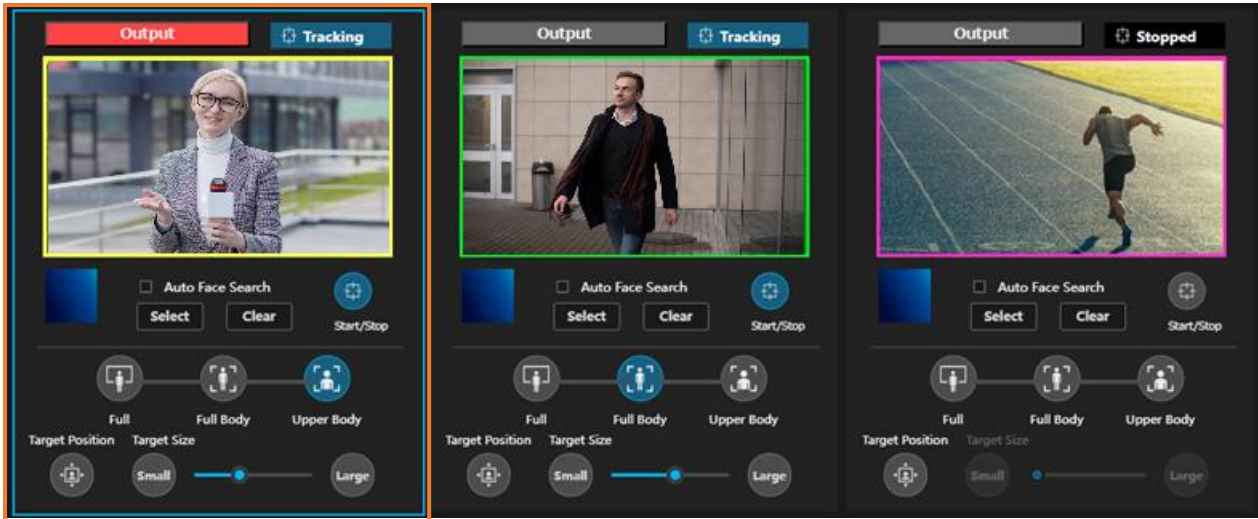 Output Tracking
Auto Face Search
Select Clear
Start/Stop
Full Full Body Upper Body
Target Position Target Size
Small Large
Output Tracking
Auto Face Search
Select Clear
Start/Stop
Full Full Body Upper Body
Target Position Target Size
Small Large
Output Stopped
Auto Face Search
Select Clear
Start/Stop
Full Full Body Upper Body
Target Position Target Size
Small Large